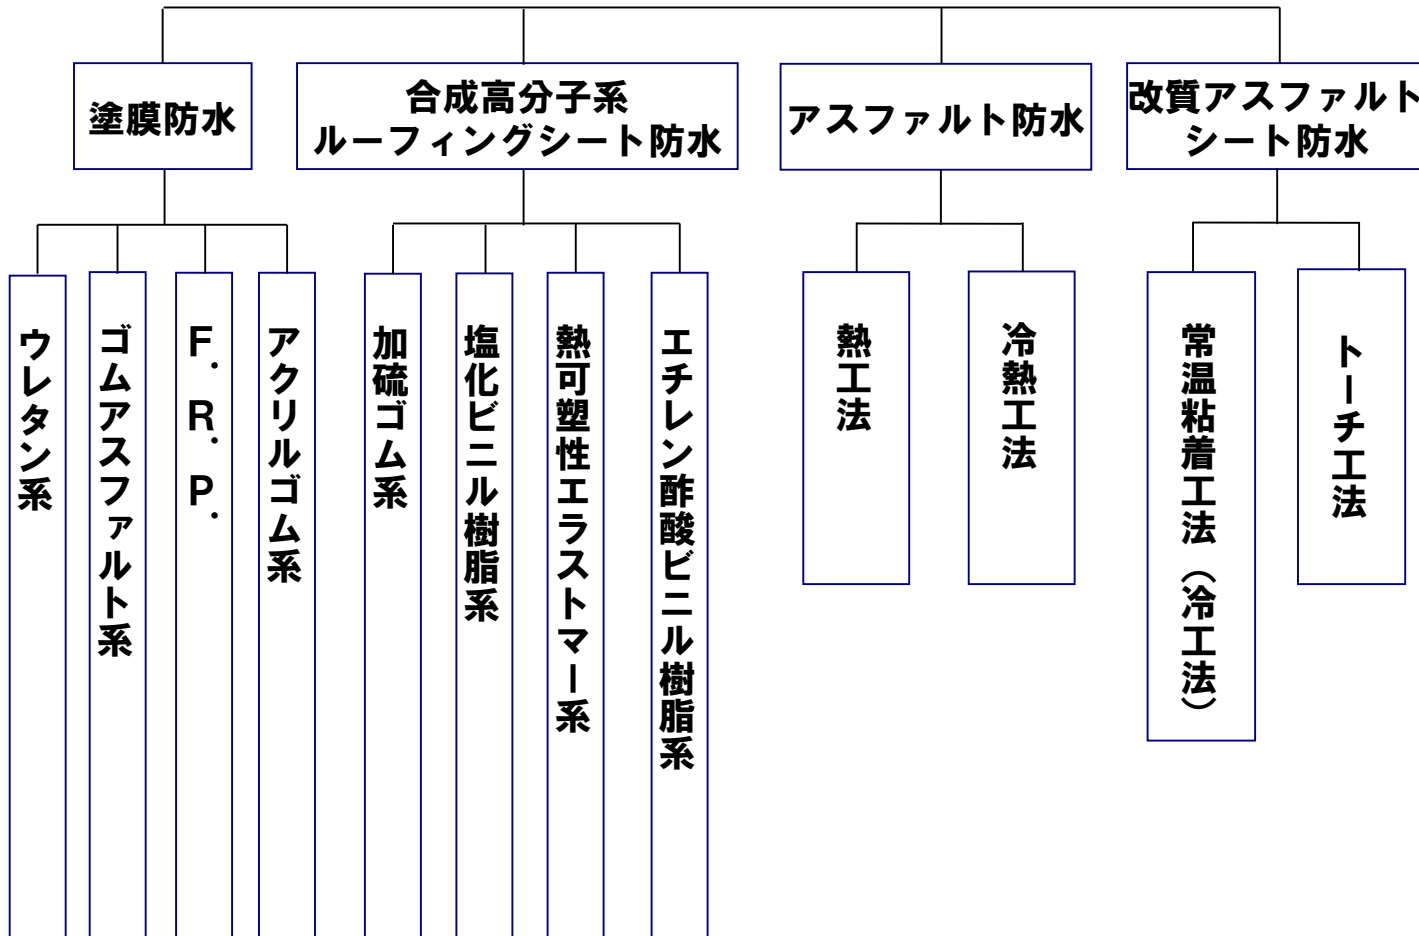 塗膜防水
合成高分子系
ルーフィングシート防水
アスファルト防水
改質アスファルト
シート防水
ウレタン系
ゴムアスファルト系
F．R．P．
アクリルゴム系
加硫ゴム系
塩化ビニル樹脂系
熱可塑性エラストマー系
エチレン酢酸ビニル樹脂系
熱工法
冷熱工法
常温粘着工法（冷工法）
トーチ工法